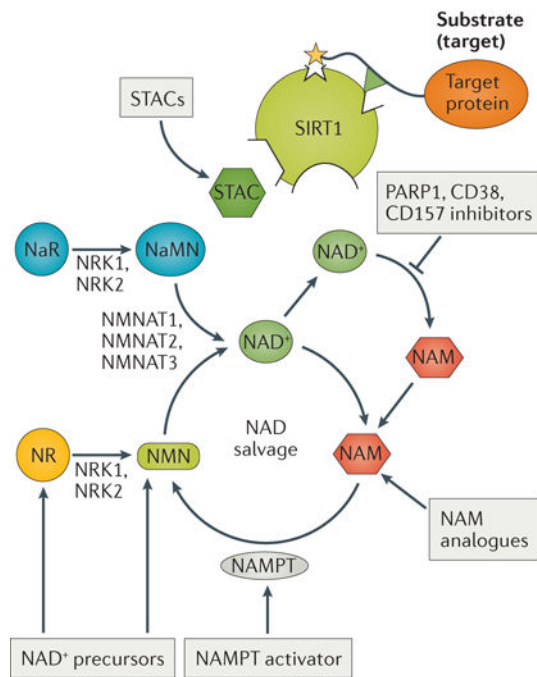 Substrate
(target)
STACs
Target
protein
SIRT1
STAC
PARP1, CD38,
CD157 inhibitors
NaR
NaMN
NAD⁺
NRK1,
NRK2
NMNAT1,
NMNAT2,
NMNAT3
NAD⁺
NAM
NAD
salvage
NR
NMN
NAM
NRK1,
NRK2
NAM
analogues
NAMPT
NAD⁺ precursors
NAMPT activator